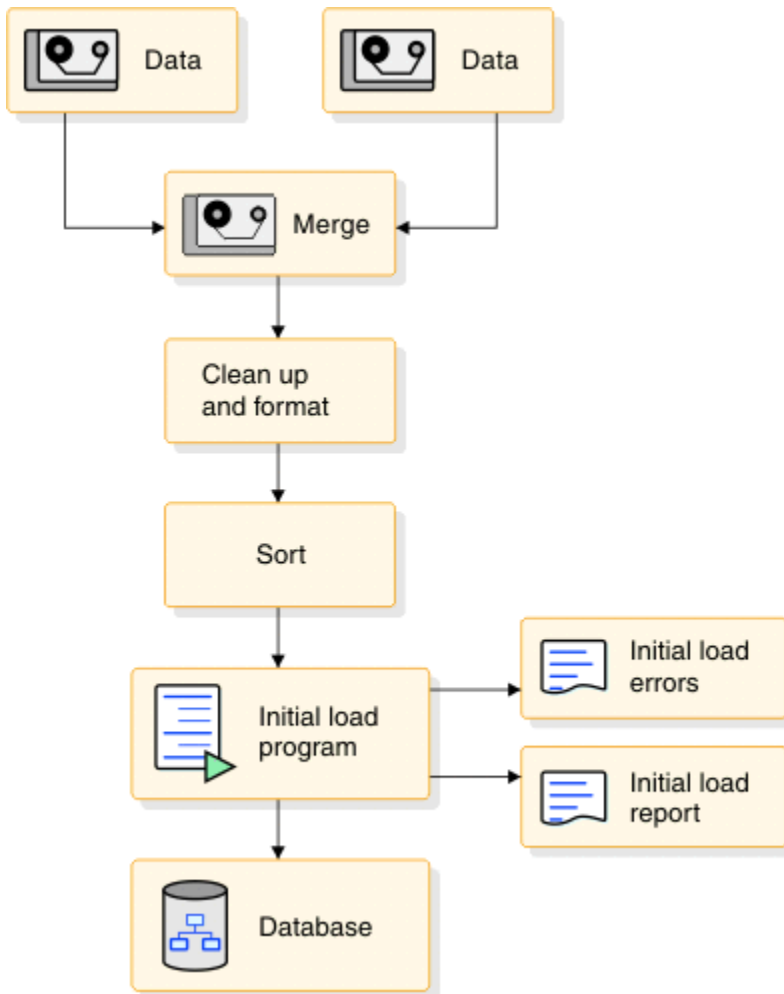 Data
Data
Merge
Clean up
and format
Sort
Initial load
program
Initial load
errors
Initial load
report
Database